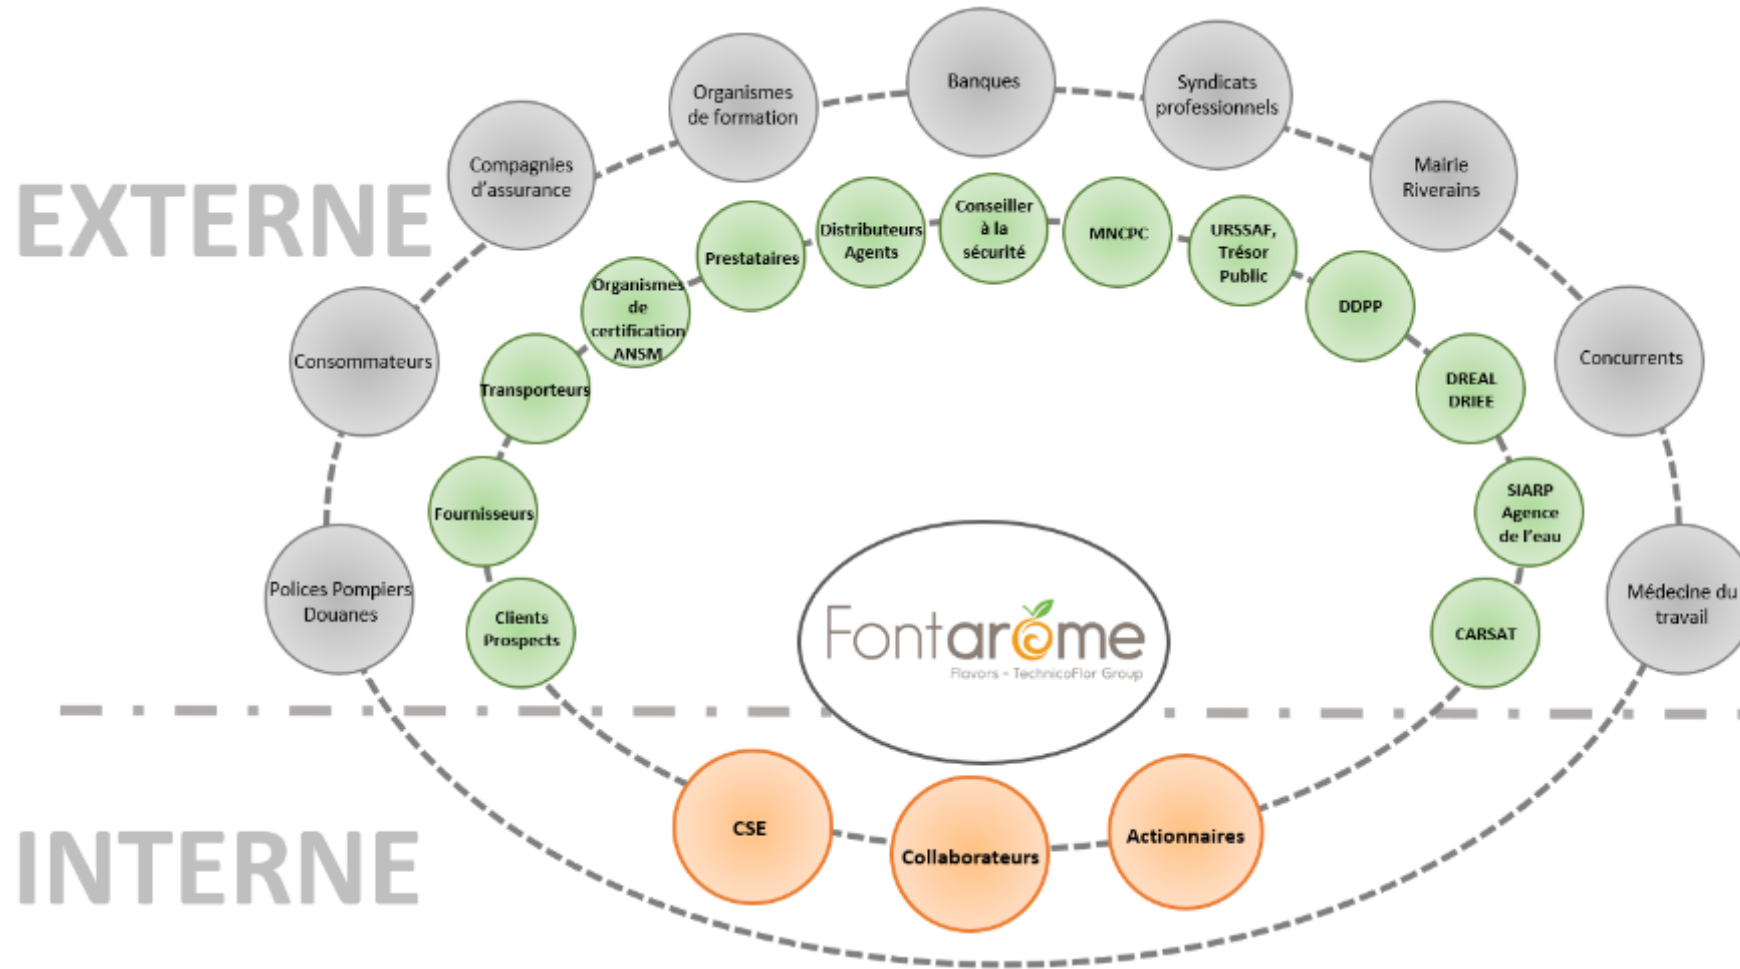 EXTERNE
Banques
Syndicats
professionnels
Organismes
de formation
Compagnies
d'assurance
Mairie
Riverains
Consommateurs
Concurrents
Polices Pompiers
Douanes
Médecine du
travail
Conseiller
à la
sécurité
MNCPC
URSSAF,
Trésor
Public
Distributeurs
Agents
Prestataires
Organismes
de
certification
ANSM
DDPP
Transporteurs
DREAL
DRIEE
Fournisseurs
SIARP
Agence
de l'eau
Clients
Prospects
CARSAT
Fontarome
Flavors - TechnicoFlor Group
INTERNE
CSE
Collaborateurs
Actionnaires